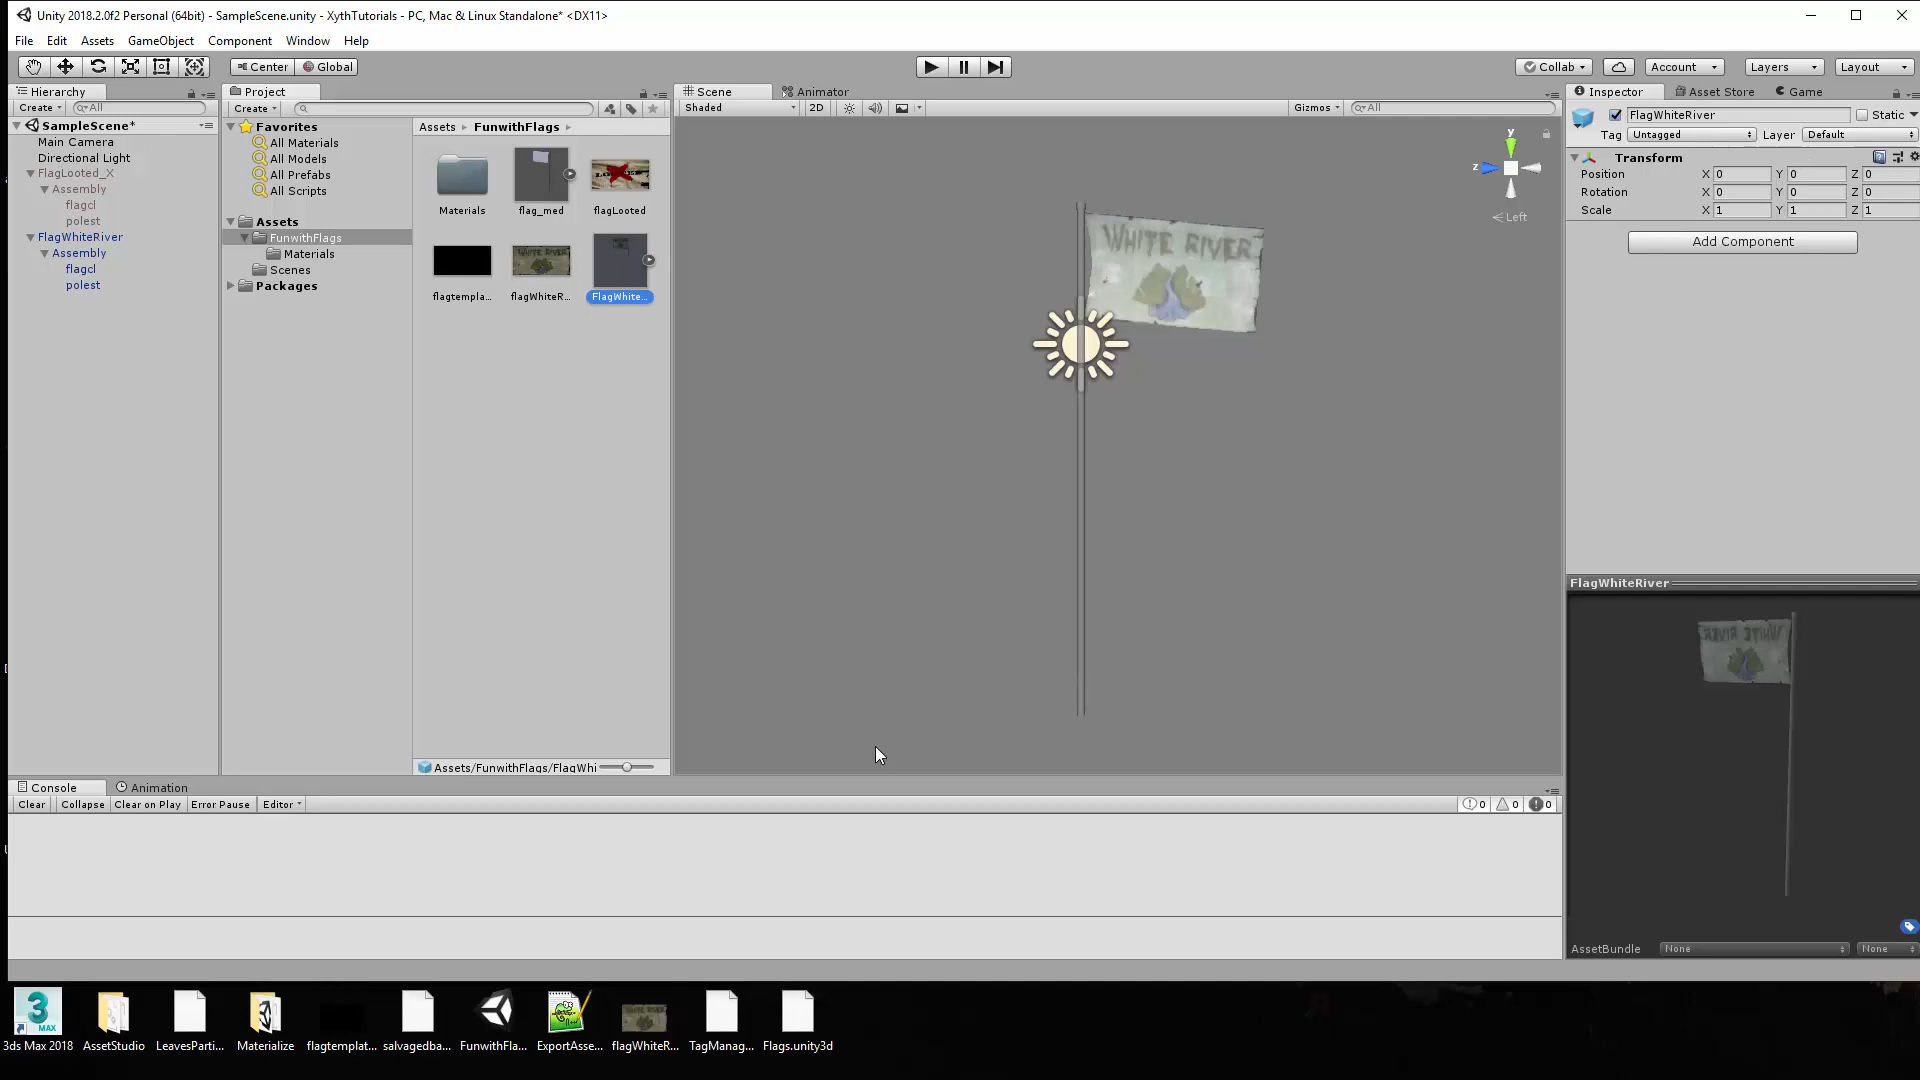 Unity 2018.2.0f2 Personal (64bit) - SampleScene.unity - XythTutorials - PC, Mac & Linux Standalone* <DX11>
File Edit Assets GameObject Component Window Help
Center Global Collab Account Layers Layout
Hierarchy Project Scene Animator Inspector Asset Store Game
Create All Create Shaded 2D Gizmos All
SampleScene*
Main Camera
Directional Light
FlagLooted_X
Assembly
flagcl
polest
FlagWhiteRiver
Assembly
flagcl
polest
Favorites
All Materials
All Models
All Prefabs
All Scripts
Assets
FunwithFlags
Materials
Scenes
Packages
Assets FunwithFlags
Materials flag_med flagLooted
flagtempla... flagWhiteR... FlagWhite...
Assets/FunwithFlags/FlagWhi
WHITE RIVER
y
z
Left
FlagWhiteRiver Static
Tag Untagged Layer Default
Transform
Position X 0 Y 0 Z 0
Rotation X 0 Y 0 Z 0
Scale X 1 Y 1 Z 1
Add Component
FlagWhiteRiver
WHITE RIVER
AssetBundle None None
Console Animation
Clear Collapse Clear on Play Error Pause Editor 0 0 0
3ds Max 2018 AssetStudio LeavesParti... Materialize flagtemplat... salvagedba... FunwithFla... ExportAsse... flagWhiteR... TagManag... Flags.unity3d
3
MAX